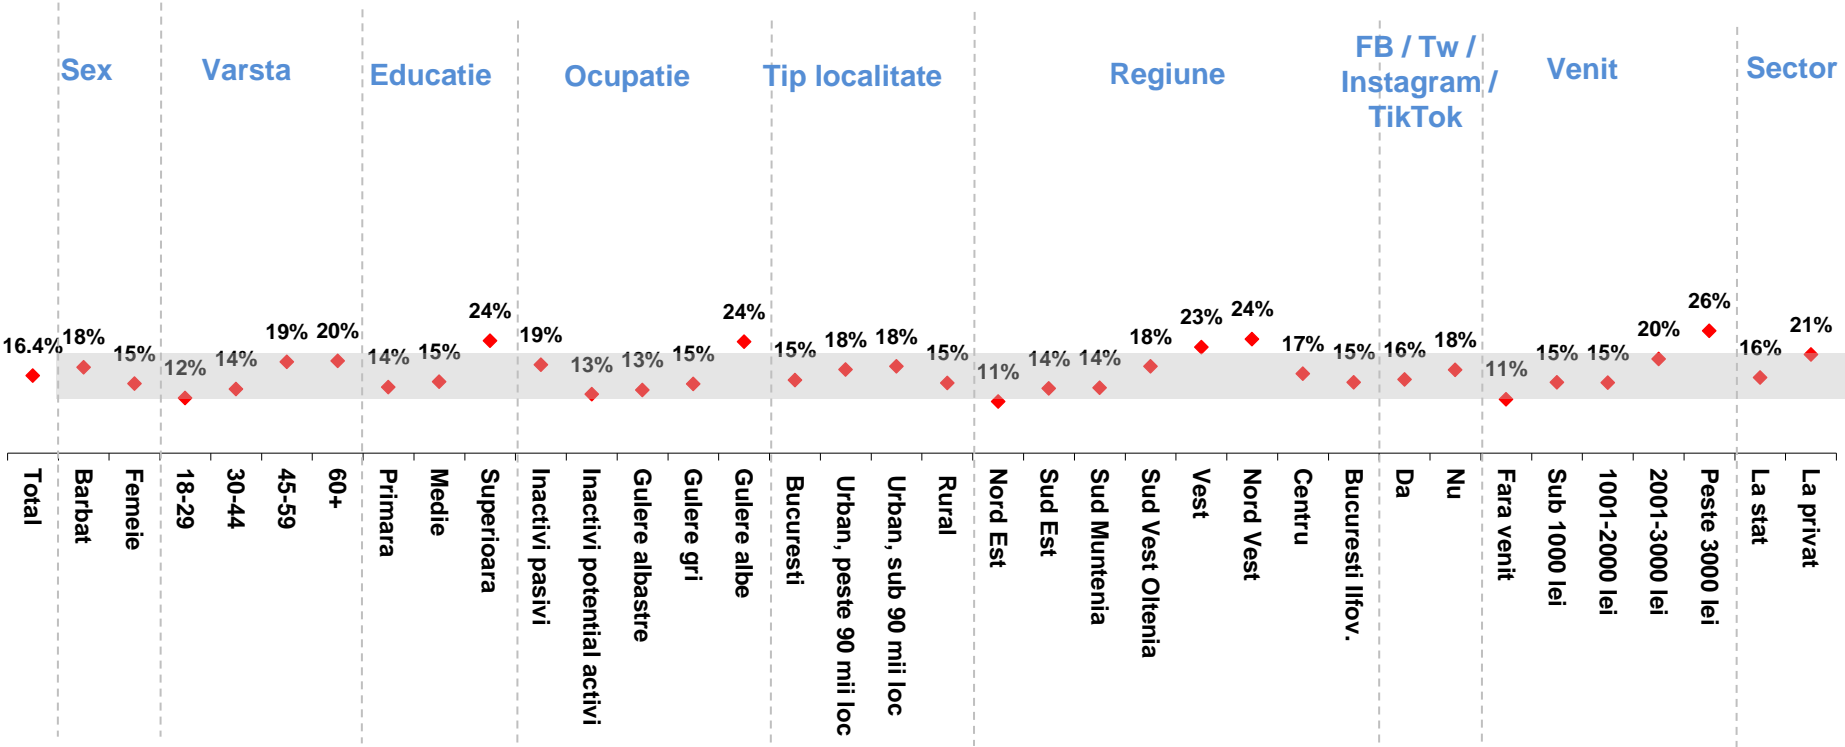 Sex
Varsta
Educatie
Ocupatie
Tip localitate
Regiune
FB / Tw /
Instagram /
TikTok
Venit
Sector
16.4%
18%
15%
12%
14%
19%
20%
14%
15%
24%
19%
13%
13%
15%
24%
15%
18%
18%
15%
11%
14%
14%
18%
23%
24%
17%
15%
16%
18%
11%
15%
15%
20%
26%
16%
21%
Total
Barbat
Femeie
18-29
30-44
45-59
60+
Primara
Medie
Superioara
Inactivi pasivi
Inactivi potential activi
Gulere albastre
Gulere gri
Gulere albe
Bucuresti
Urban, peste 90 mii loc
Urban, sub 90 mii loc
Rural
Nord Est
Sud Est
Sud Muntenia
Sud Vest Oltenia
Vest
Nord Vest
Centru
Bucuresti Ilfov.
Da
Nu
Fara venit
Sub 1000 lei
1001-2000 lei
2001-3000 lei
Peste 3000 lei
La stat
La privat